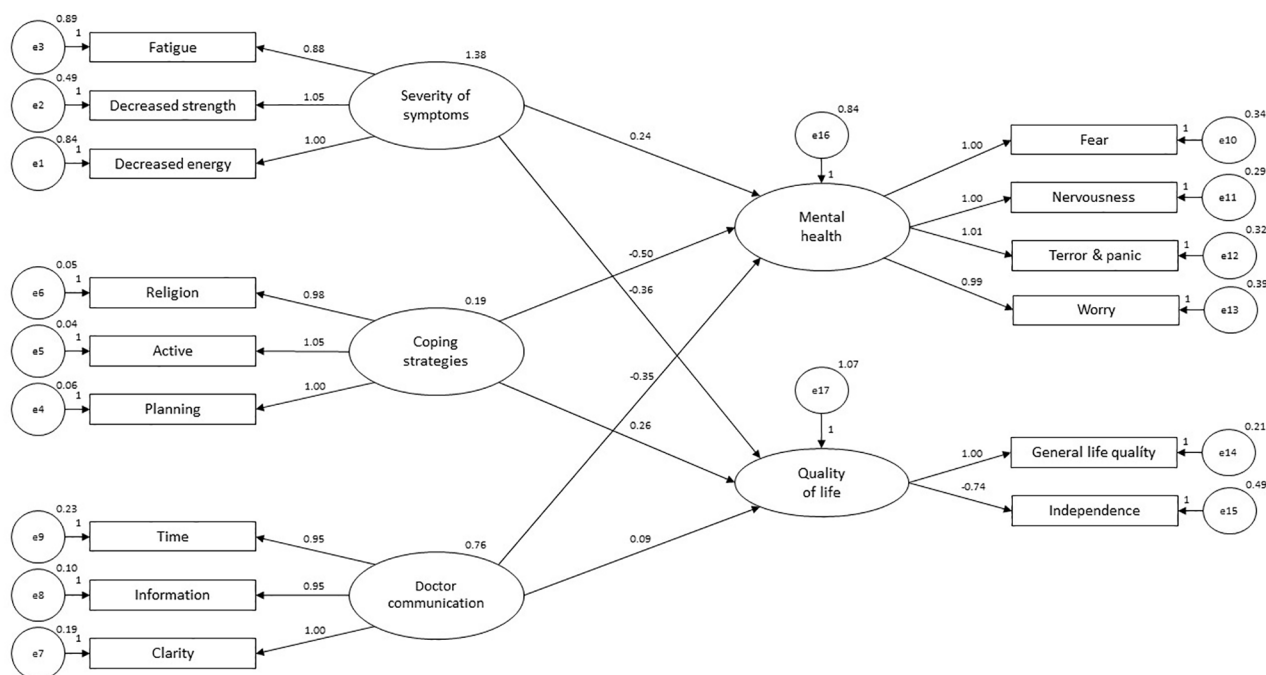 0.89
e3
1
Fatigue
0.88
0.49
e2
1
Decreased strength
1.05
0.84
e1
1
Decreased energy
1.00
1.38
Severity of
symptoms
0.05
e6
1
Religion
0.98
0.04
e5
1
Active
1.05
0.06
e4
1
Planning
1.00
0.19
Coping
strategies
0.23
e9
1
Time
0.95
0.10
e8
1
Information
0.95
0.19
e7
1
Clarity
1.00
0.76
Doctor
communication
0.24
-0.50
-0.36
-0.35
0.26
0.09
0.84
e16
1
Mental
health
1.07
e17
1
Quality
of life
1.00
Fear
1
0.34
e10
1.00
Nervousness
1
0.29
e11
1.01
Terror & panic
1
0.32
e12
0.99
Worry
1
0.39
e13
1.00
General life quality
1
0.21
e14
-0.74
Independence
1
0.49
e15